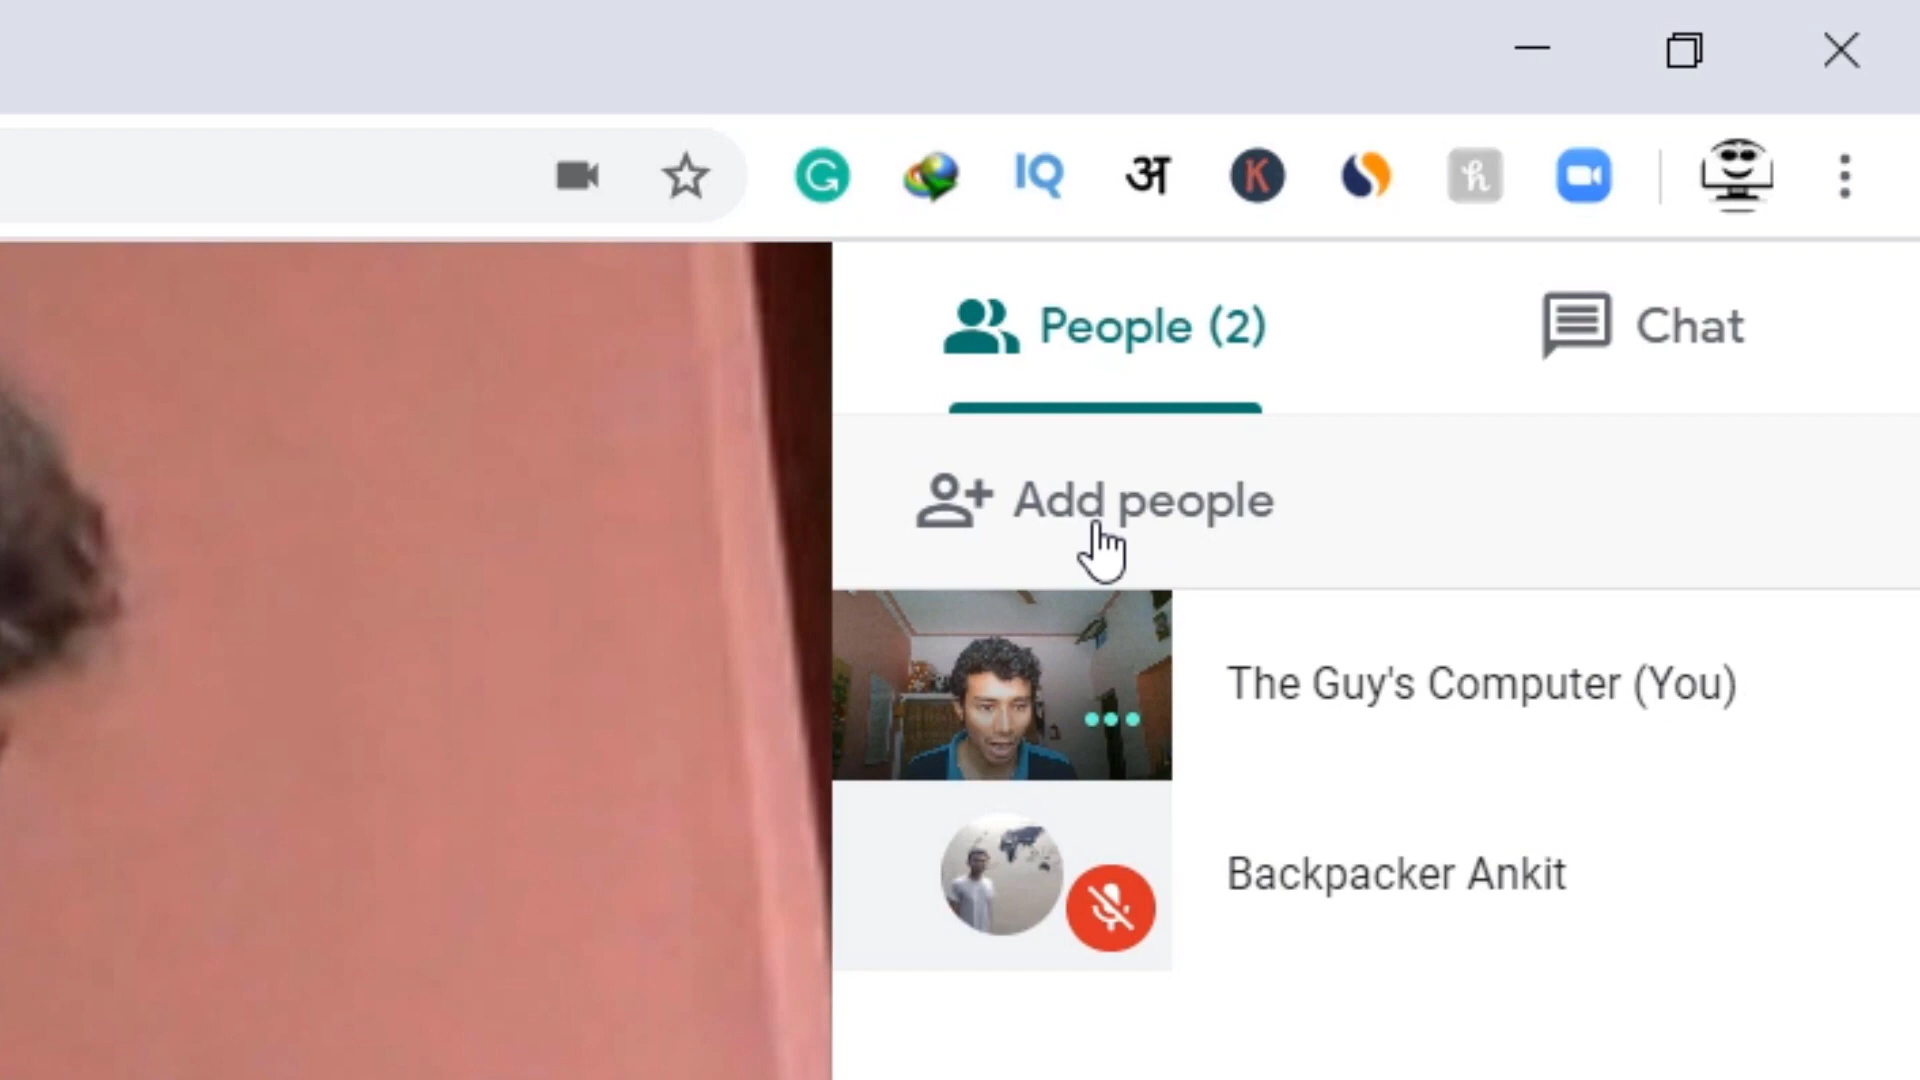 IQ
अ
K
h
People (2)
Chat
Add people
The Guy's Computer (You)
Backpacker Ankit